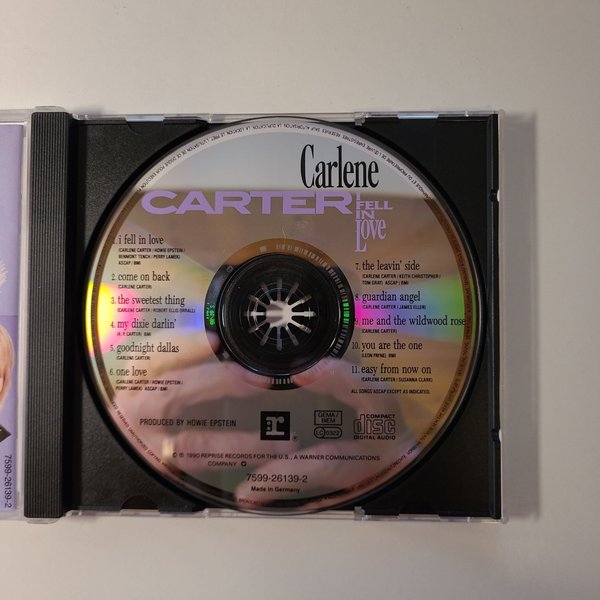 Carlene
CARTER
I
FELL
IN
Love
1. i fell in love
(CARLENE CARTER / HOWIE EPSTEIN /
BENMONT TENCH / PERRY LAMEK)
ASCAP / BMI
2. come on back
(CARLENE CARTER)
3. the sweetest thing
(CARLENE CARTER / ROBERT ELLIS ORRALL)
4. my dixie darlin'
(A. P. CARTER) BMI
5. goodnight dallas
(CARLENE CARTER)
6. one love
(CARLENE CARTER / HOWIE EPSTEIN /
PERRY LAMEK) ASCAP / BMI
7. the leavin' side
(CARLENE CARTER / KEITH CHRISTOPHER /
TOM GRAY) ASCAP / BMI
8. guardian angel
(CARLENE CARTER / JAMES ELLER)
9. me and the wildwood rose
(CARLENE CARTER)
10. you are the one
(LEON PAYNE) BMI
11. easy from now on
(CARLENE CARTER / SUSANNA CLARK)
ALL SONGS ASCAP EXCEPT AS INDICATED.
PRODUCED BY HOWIE EPSTEIN
r
®
GEMA/
BIEM
LC 0322
COMPACT
disc
DIGITAL AUDIO
© ℗ 1990 REPRISE RECORDS FOR THE U.S., A WARNER COMMUNICATIONS
COMPANY
7599-26139-2
Made in Germany
7599-26139-2